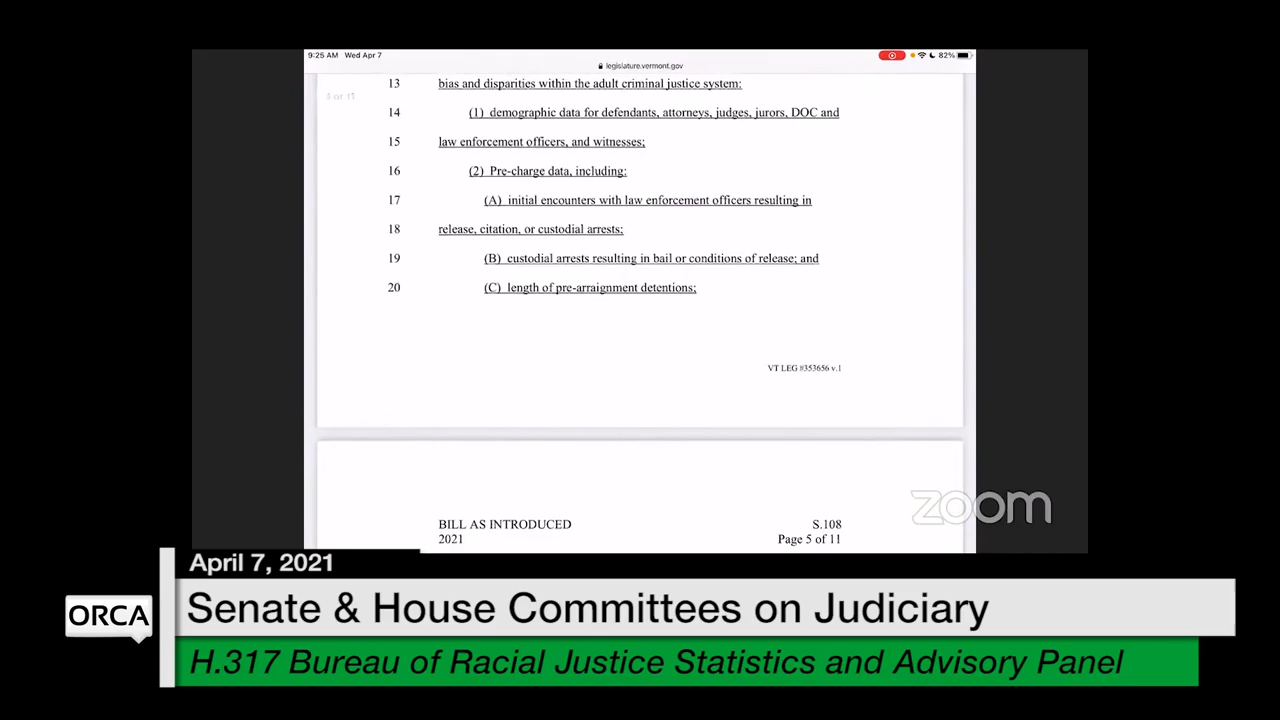 9:25 AM Wed Apr 7
82%
legislature.vermont.gov
13 bias and disparities within the adult criminal justice system:
5 of 15
14 (1) demographic data for defendants, attorneys, judges, jurors, DOC and
15 law enforcement officers, and witnesses;
16 (2) Pre-charge data, including:
17 (A) initial encounters with law enforcement officers resulting in
18 release, citation, or custodial arrests;
19 (B) custodial arrests resulting in bail or conditions of release; and
20 (C) length of pre-arraignment detentions;
VT LEG #353656 v.1
zoom
BILL AS INTRODUCED S.108
2021 Page 5 of 11
April 7, 2021
ORCA
Senate & House Committees on Judiciary
H.317 Bureau of Racial Justice Statistics and Advisory Panel